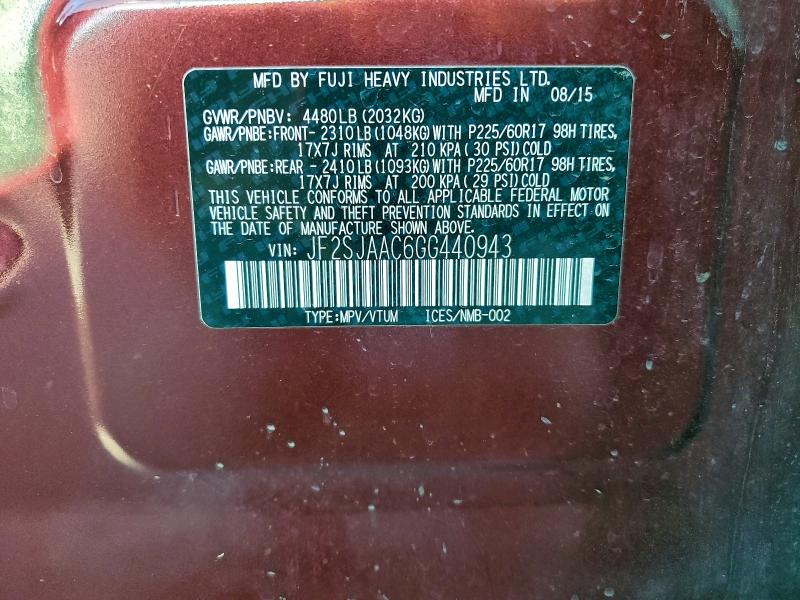 MFD BY FUJI HEAVY INDUSTRIES LTD.
MFD IN 08/15
GVWR/PNBV: 4480LB (2032KG)
GAWR/PNBE:FRONT- 2310LB (1048KG) WITH P225/60R17 98H TIRES,
17X7J RIMS AT 210 KPA ( 30 PSI) COLD
GAWR/PNBE:REAR - 2410LB (1093KG) WITH P225/60R17 98H TIRES,
17X7J RIMS AT 200 KPA (29 PSI) COLD
THIS VEHICLE CONFORMS TO ALL APPLICABLE FEDERAL MOTOR
VEHICLE SAFETY AND THEFT PREVENTION STANDARDS IN EFFECT ON
THE DATE OF MANUFACTURE SHOWN ABOVE.
VIN: JF2SJAAC6GG440943
TYPE:MPV/VTUM ICES/NMB-002